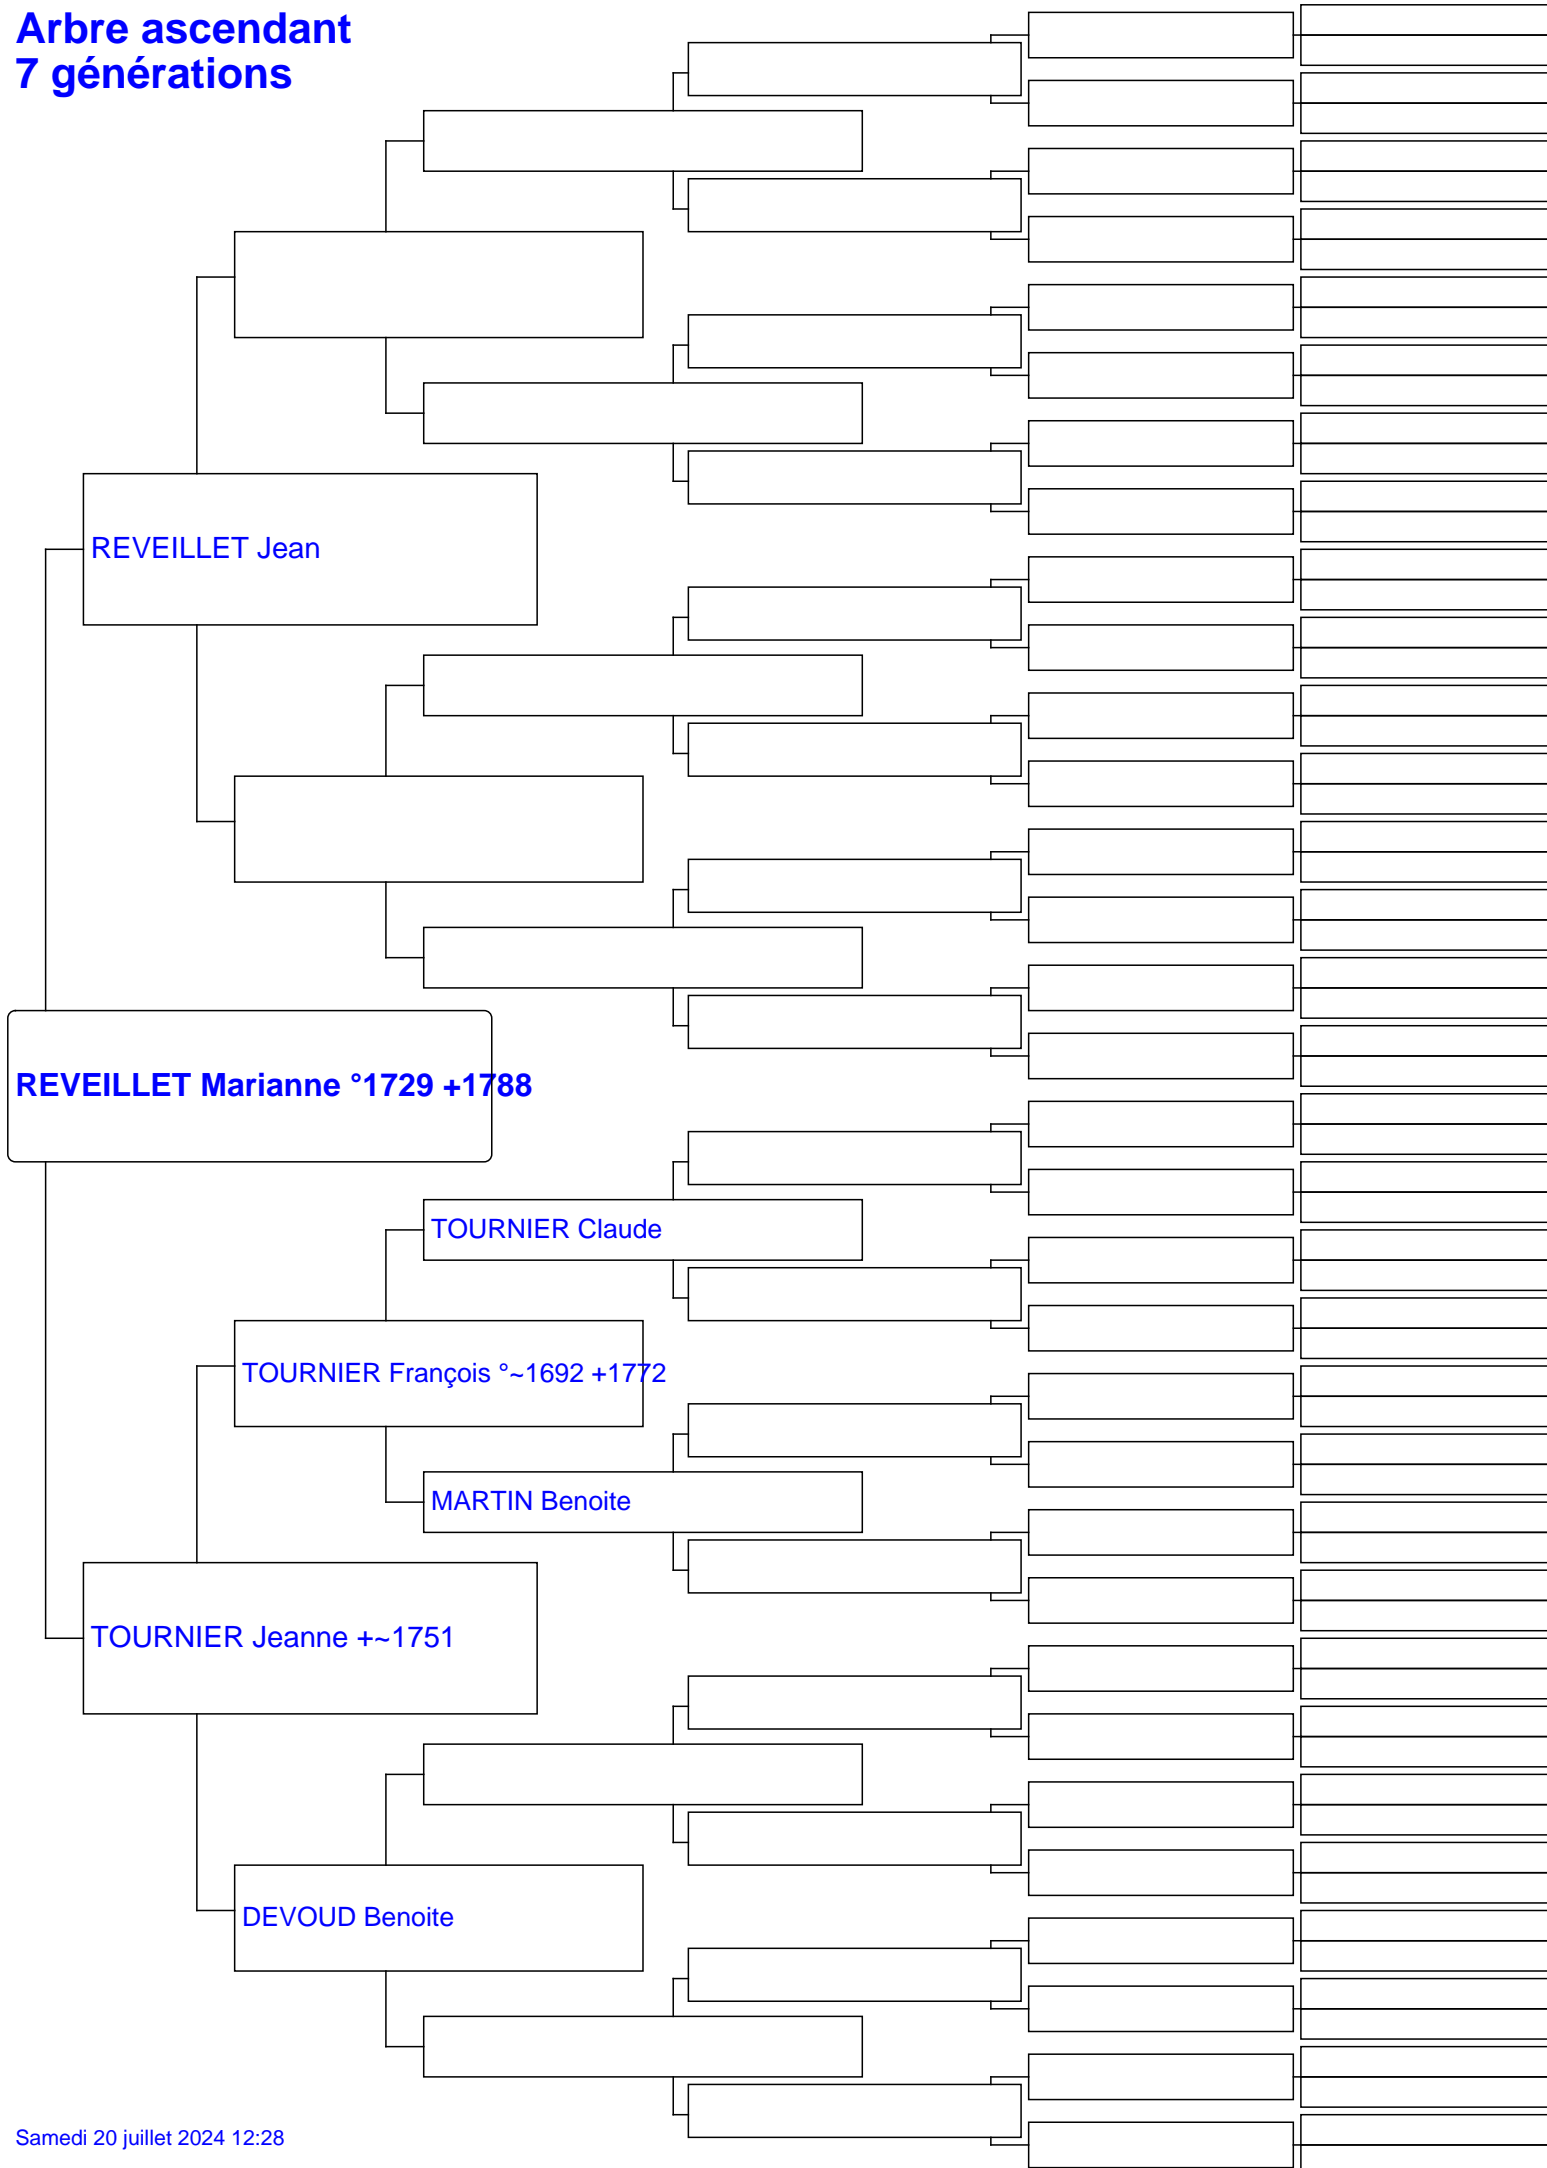 Arbre ascendant
7 générations
REVEILLET Jean
REVEILLET Marianne °1729 +1788
TOURNIER Claude
TOURNIER François °~1692 +1772
MARTIN Benoite
TOURNIER Jeanne +~1751
DEVOUD Benoite
Samedi 20 juillet 2024 12:28